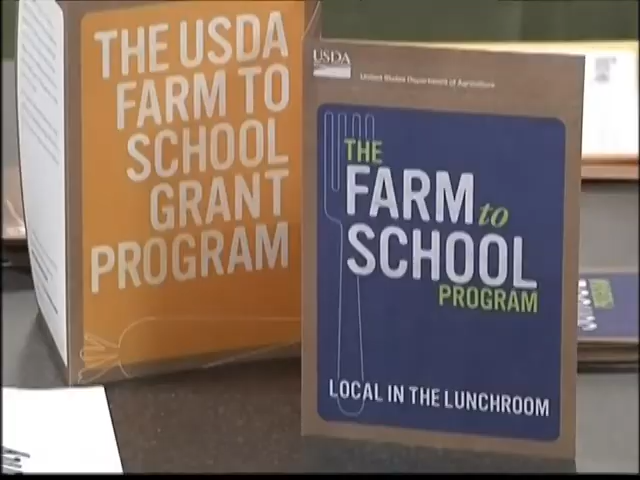 THE USDA
FARM TO
SCHOOL
GRANT
PROGRAM
USDA
United States Department of Agriculture
THE
FARM to
SCHOOL
PROGRAM
LOCAL IN THE LUNCHROOM